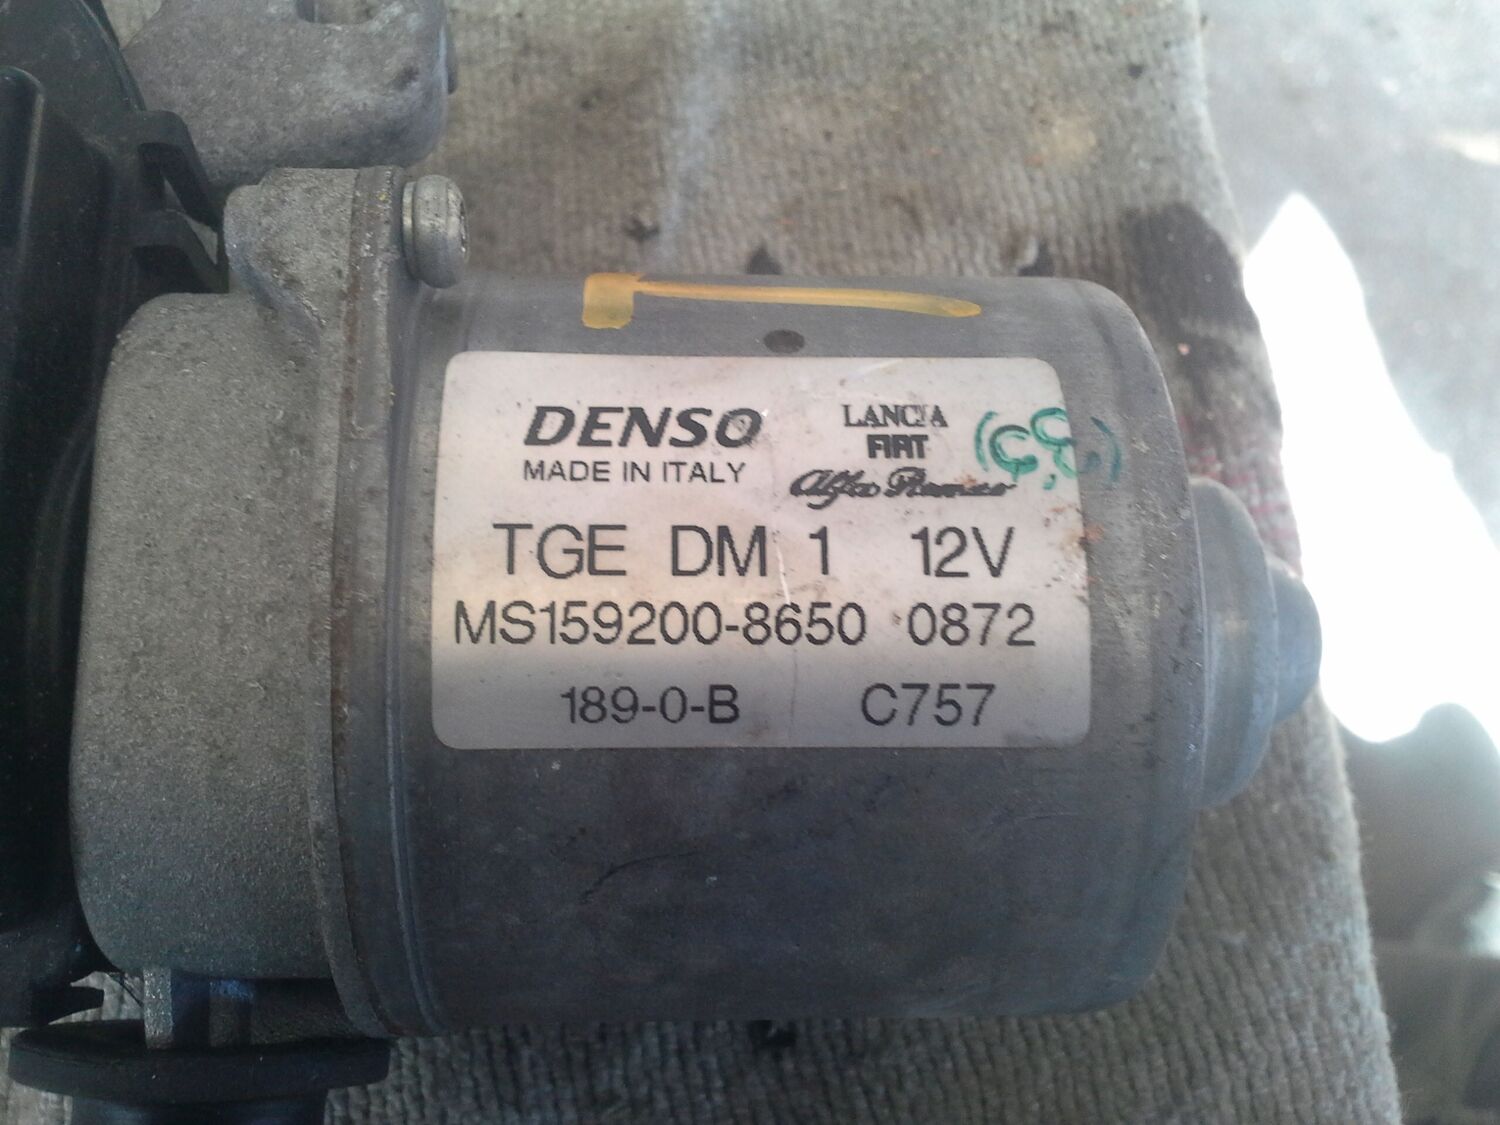 DENSO
MADE IN ITALY
LANCIA
FIAT
Alfa Romeo
TGE DM 1 12V
MS159200-8650 0872
189-0-B C757